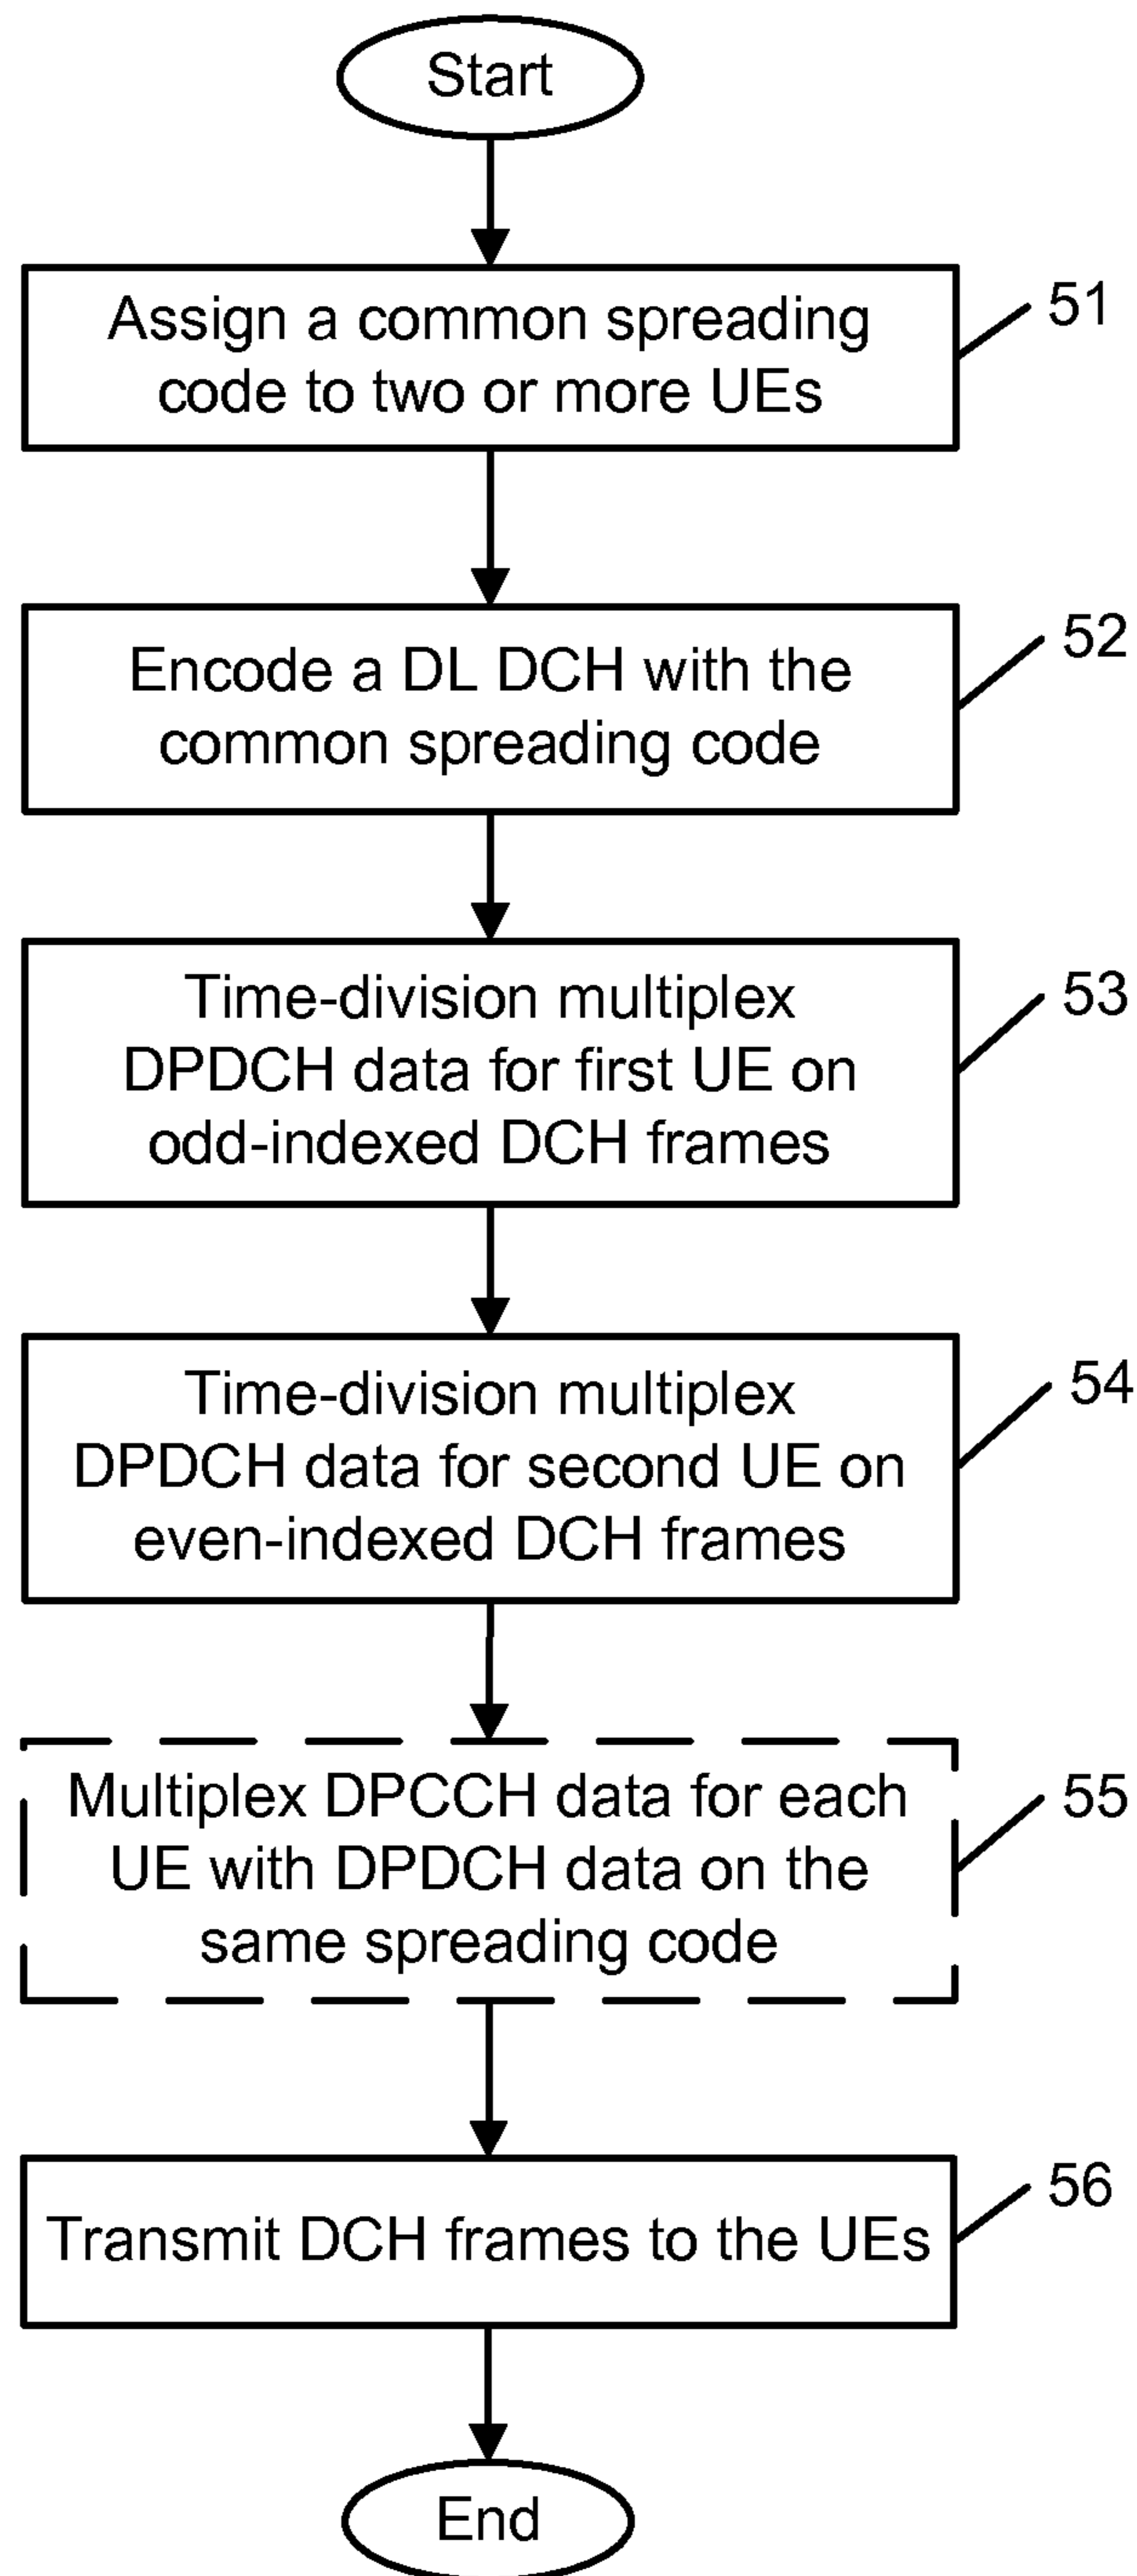 Start
Assign a common spreading
code to two or more UEs
51
Encode a DL DCH with the
common spreading code
52
Time-division multiplex
DPDCH data for first UE on
odd-indexed DCH frames
53
Time-division multiplex
DPDCH data for second UE on
even-indexed DCH frames
54
Multiplex DPCCH data for each
UE with DPDCH data on the
same spreading code
55
Transmit DCH frames to the UEs
56
End